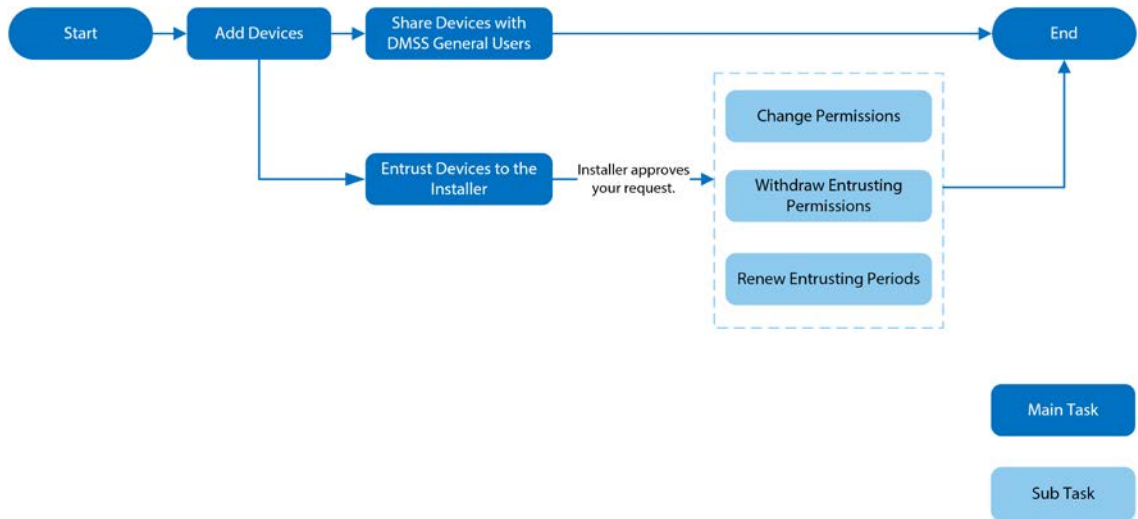 Start
Add Devices
Share Devices with
DMSS General Users
End
Change Permissions
Entrust Devices to the
Installer
Installer approves
your request.
Withdraw Entrusting
Permissions
Renew Entrusting Periods
Main Task
Sub Task